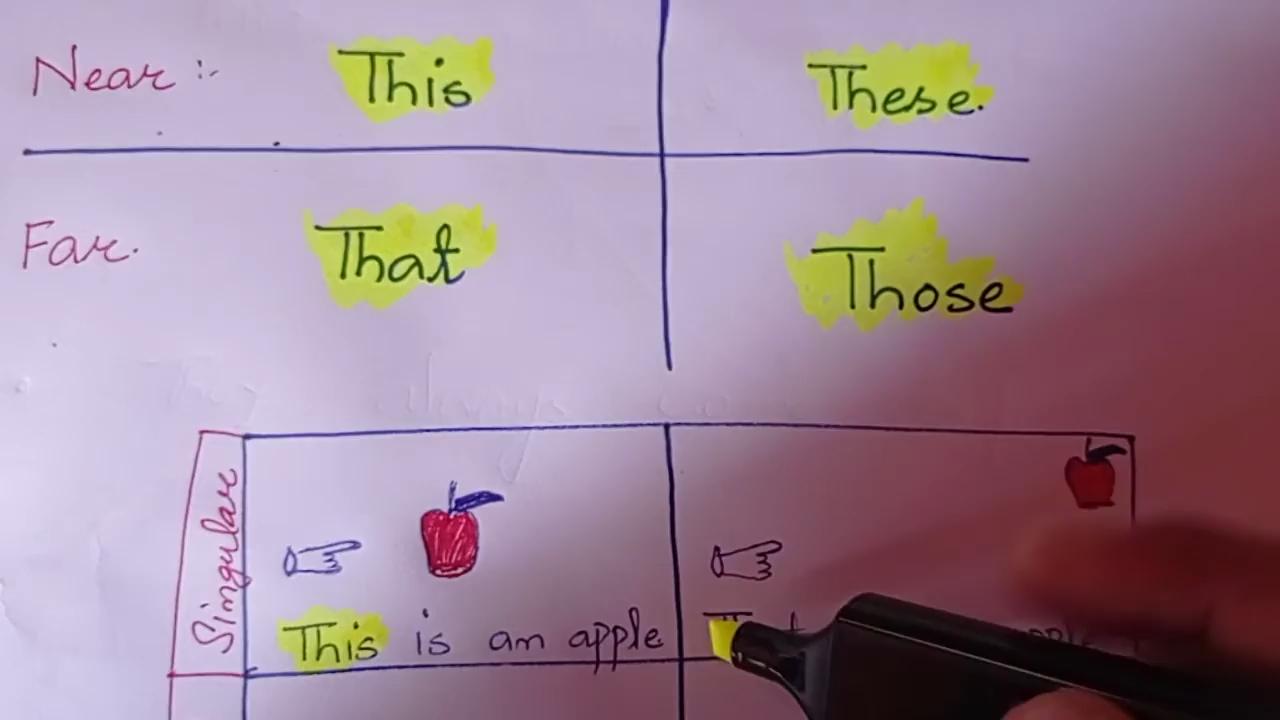 Near :- This These.
Far. That Those
Singular
This is an apple